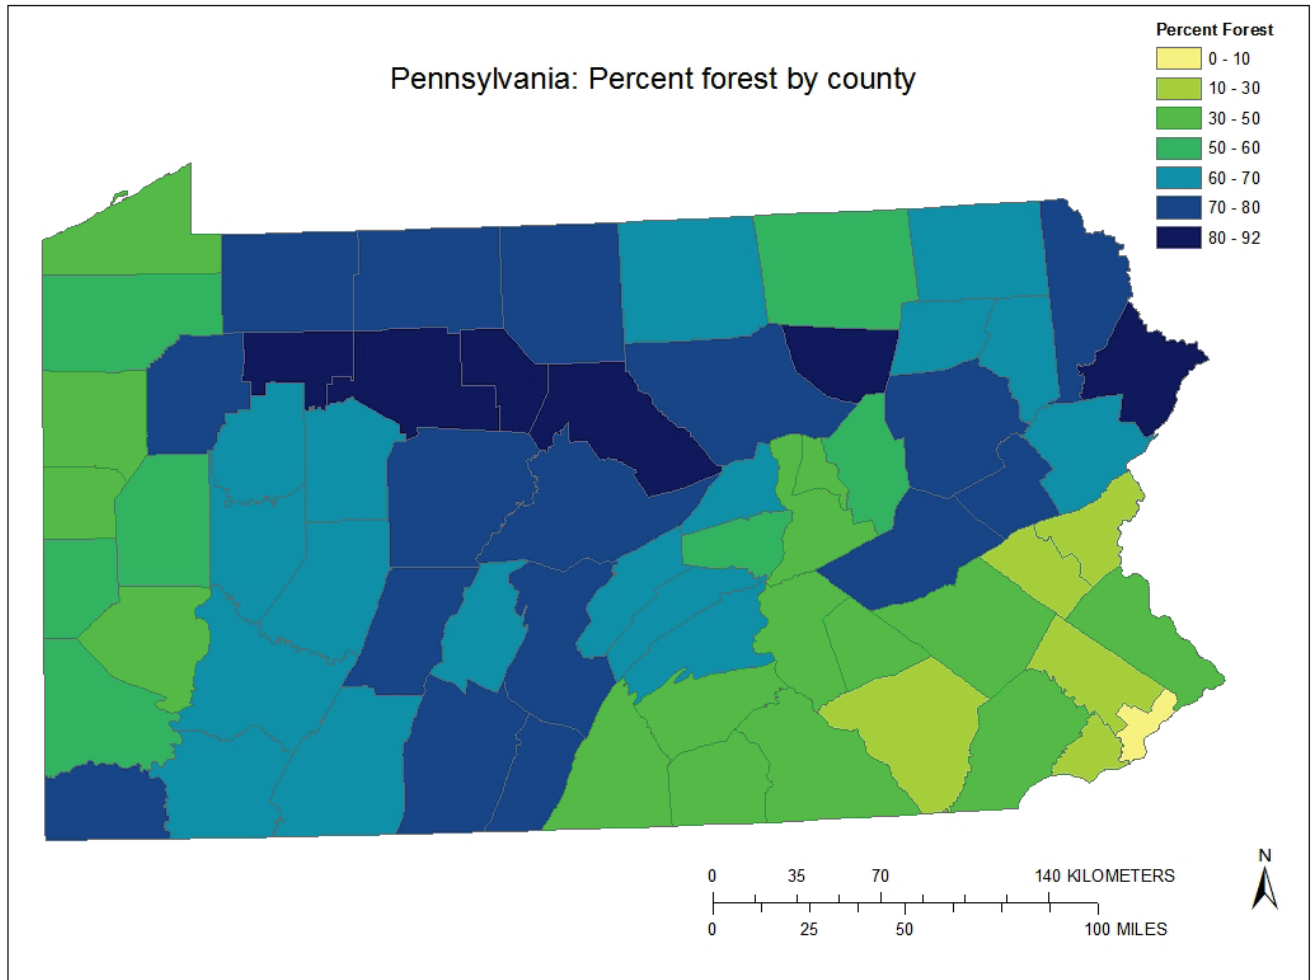 Percent Forest
0 - 10
10 - 30
30 - 50
50 - 60
60 - 70
70 - 80
80 - 92
Pennsylvania: Percent forest by county
0 35 70 140 KILOMETERS
0 25 50 100 MILES
N